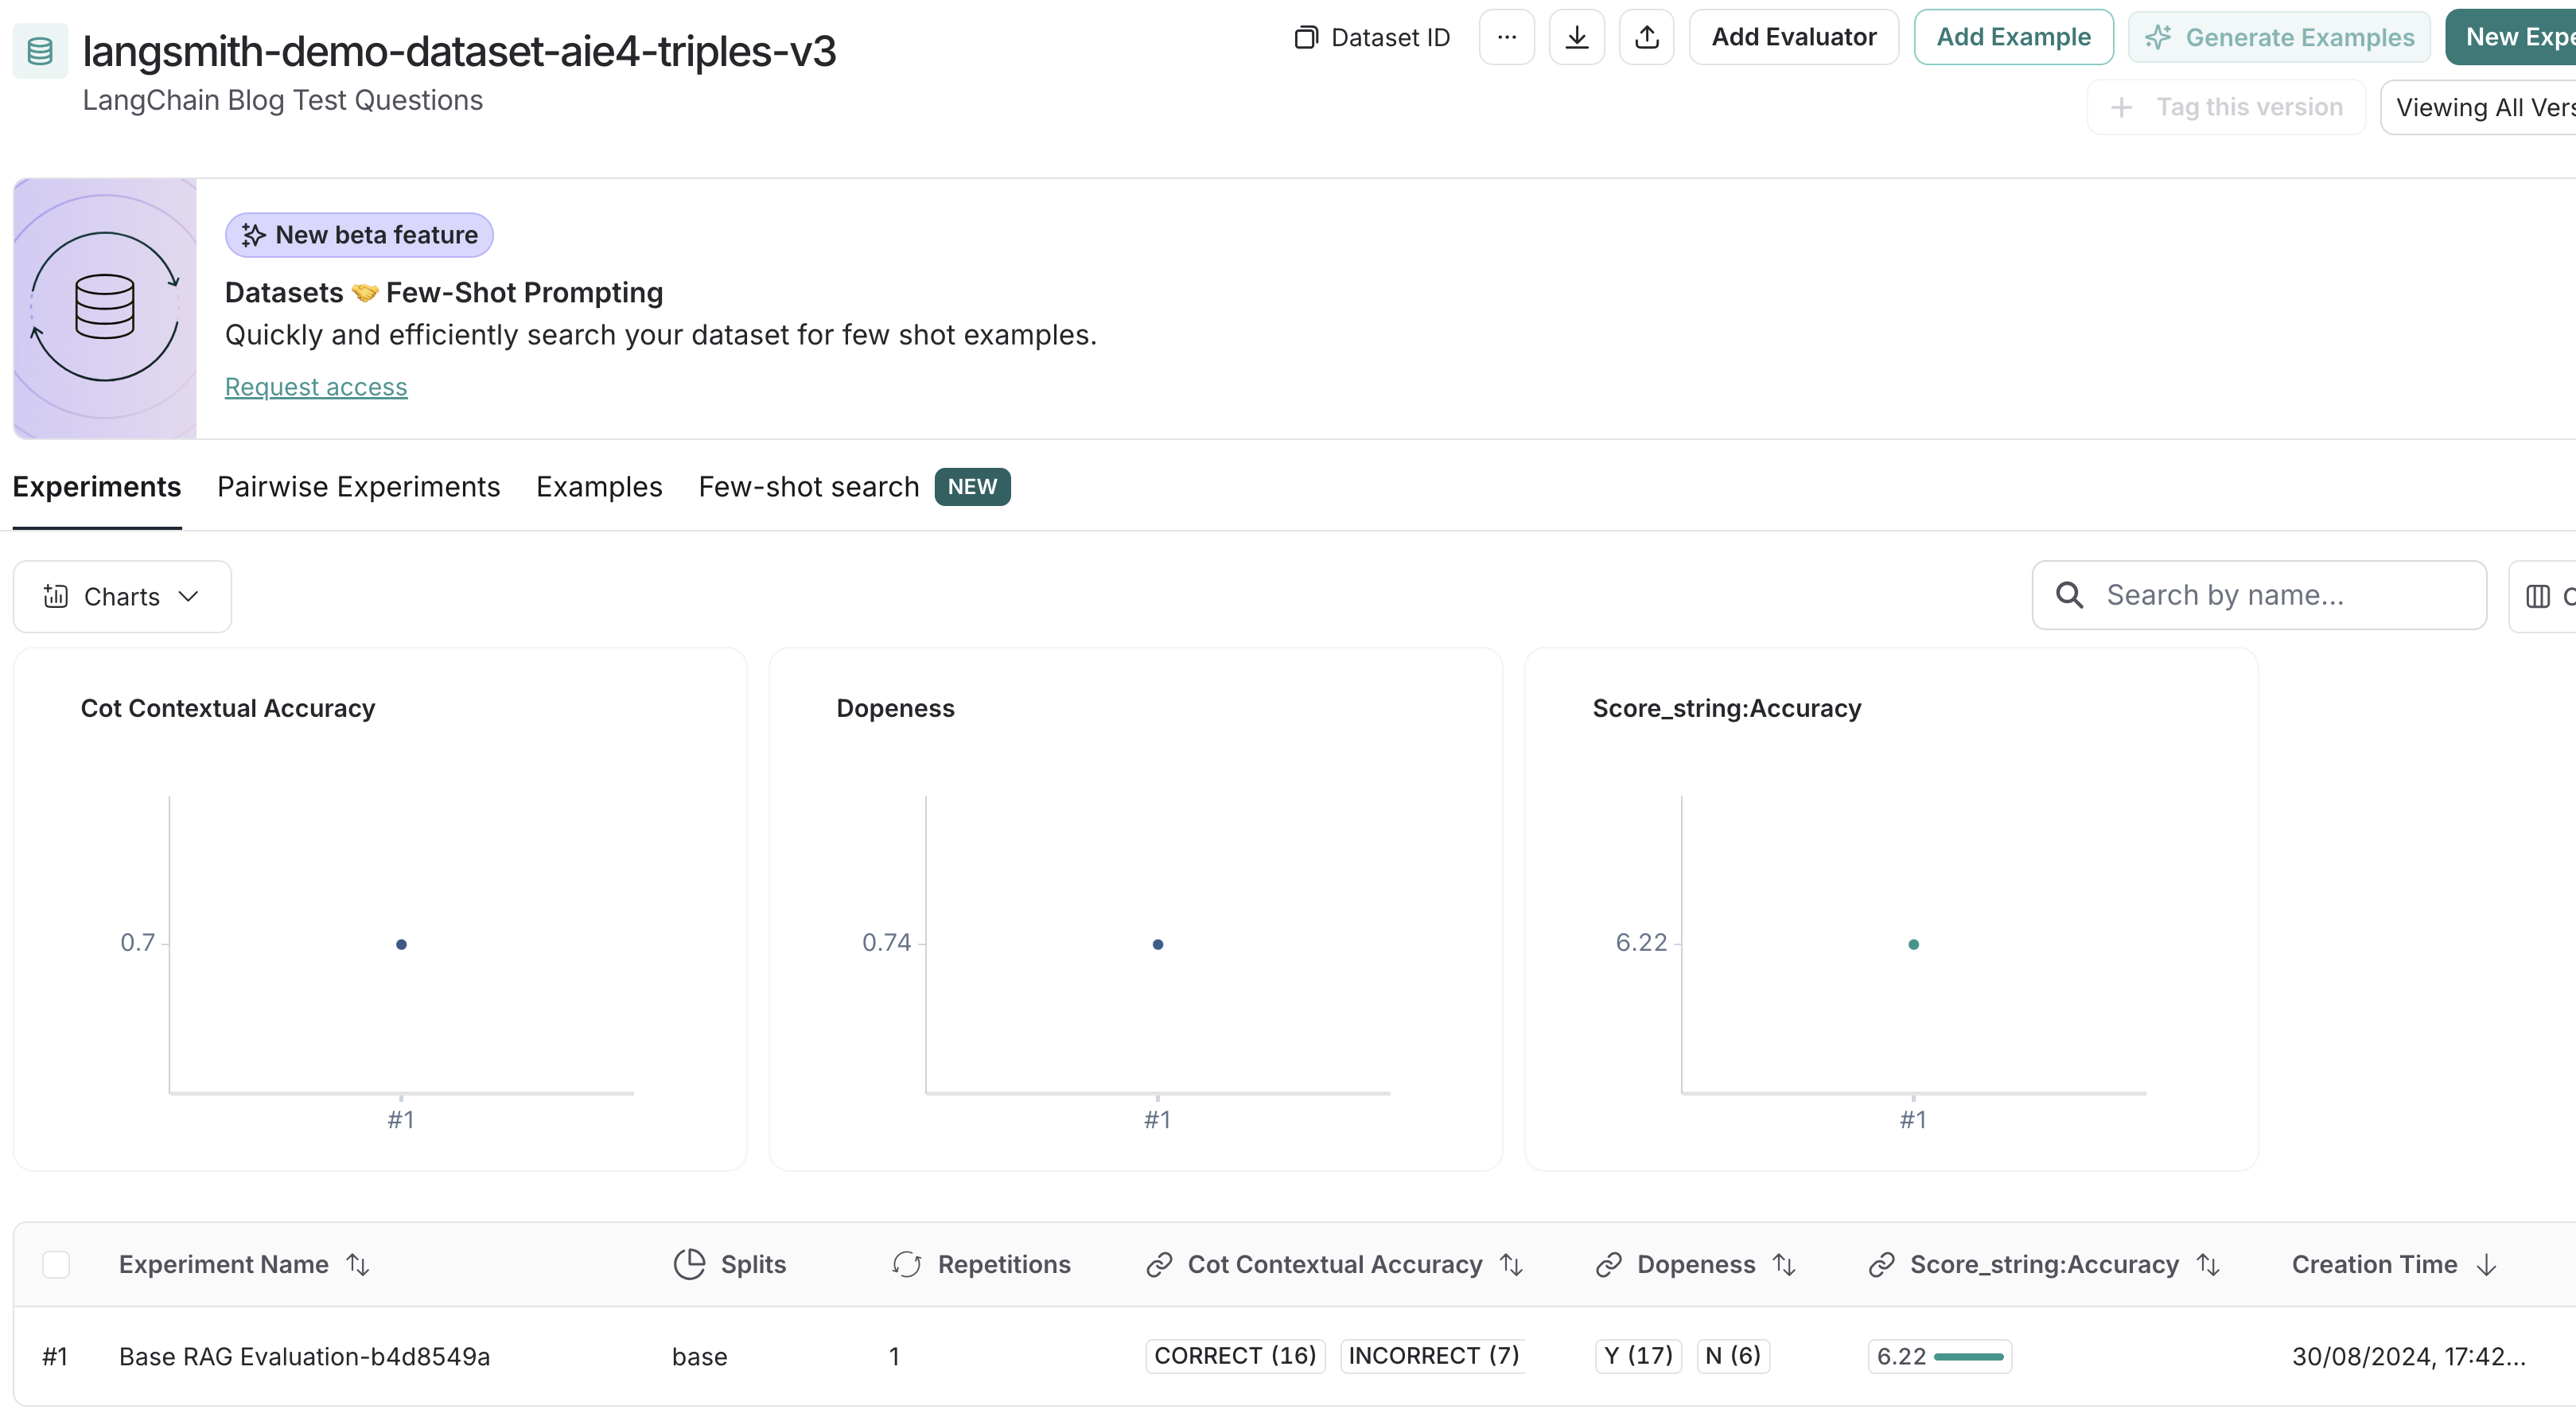 langsmith-demo-dataset-aie4-triples-v3
LangChain Blog Test Questions
Dataset ID
Add Evaluator
Add Example
Generate Examples
New Expe
Tag this version
Viewing All Vers
New beta feature
Datasets 🤝 Few-Shot Prompting
Quickly and efficiently search your dataset for few shot examples.
Request access
Experiments Pairwise Experiments Examples Few-shot search NEW
Charts
Search by name...
Cot Contextual Accuracy
0.7
#1
Dopeness
0.74
#1
Score_string:Accuracy
6.22
#1
Experiment Name Splits Repetitions Cot Contextual Accuracy Dopeness Score_string:Accuracy Creation Time
#1 Base RAG Evaluation-b4d8549a base 1 CORRECT (16) INCORRECT (7) Y (17) N (6) 6.22 30/08/2024, 17:42...